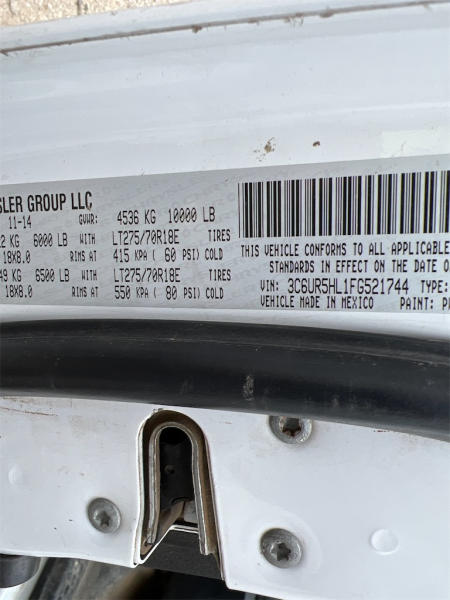 SLER GROUP LLC
11-14 GVWR: 4536 KG 10000 LB
2 KG 6000 LB WITH LT275/70R18E TIRES
18X8.0 RIMS AT 415 KPA ( 60 PSI) COLD
49 KG 6500 LB WITH LT275/70R18E TIRES
18X8.0 RIMS AT 550 KPA ( 80 PSI) COLD
THIS VEHICLE CONFORMS TO ALL APPLICABLE
STANDARDS IN EFFECT ON THE DATE O
VIN: 3C6UR5HL1FG521744 TYPE:
VEHICLE MADE IN MEXICO PAINT: P